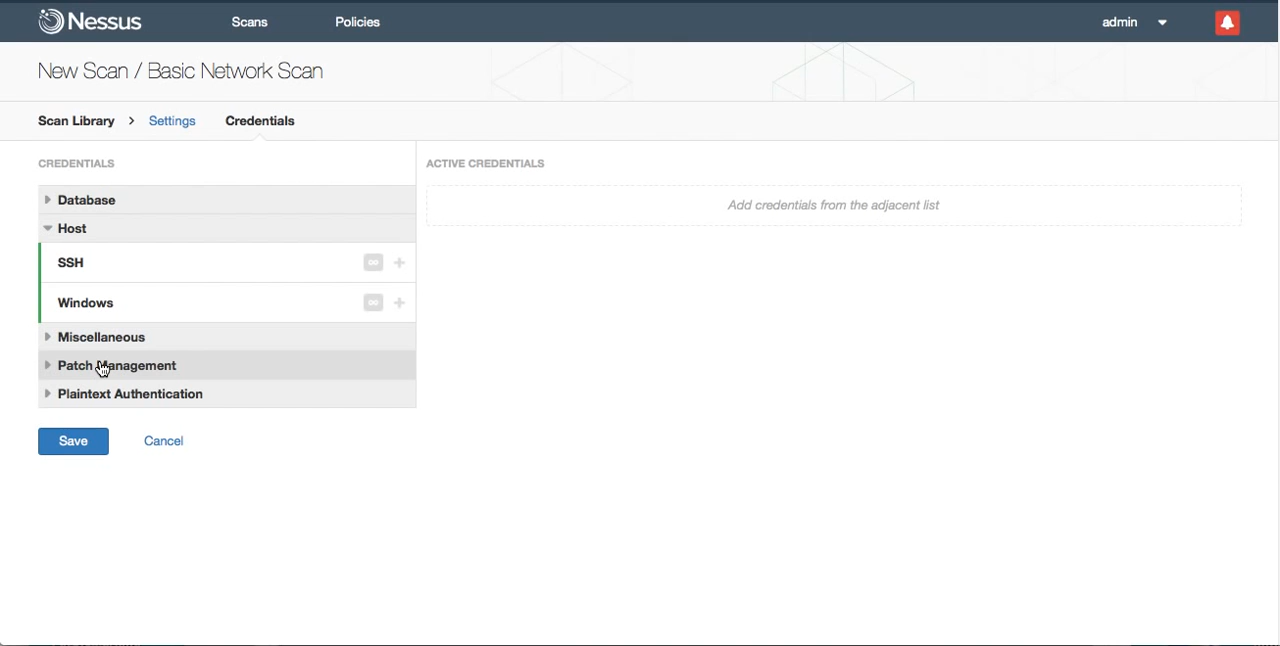 Nessus Scans Policies admin
New Scan / Basic Network Scan
Scan Library > Settings Credentials
CREDENTIALS
Database
Host
SSH
Windows
Miscellaneous
Patch Management
Plaintext Authentication
Save Cancel
ACTIVE CREDENTIALS
Add credentials from the adjacent list